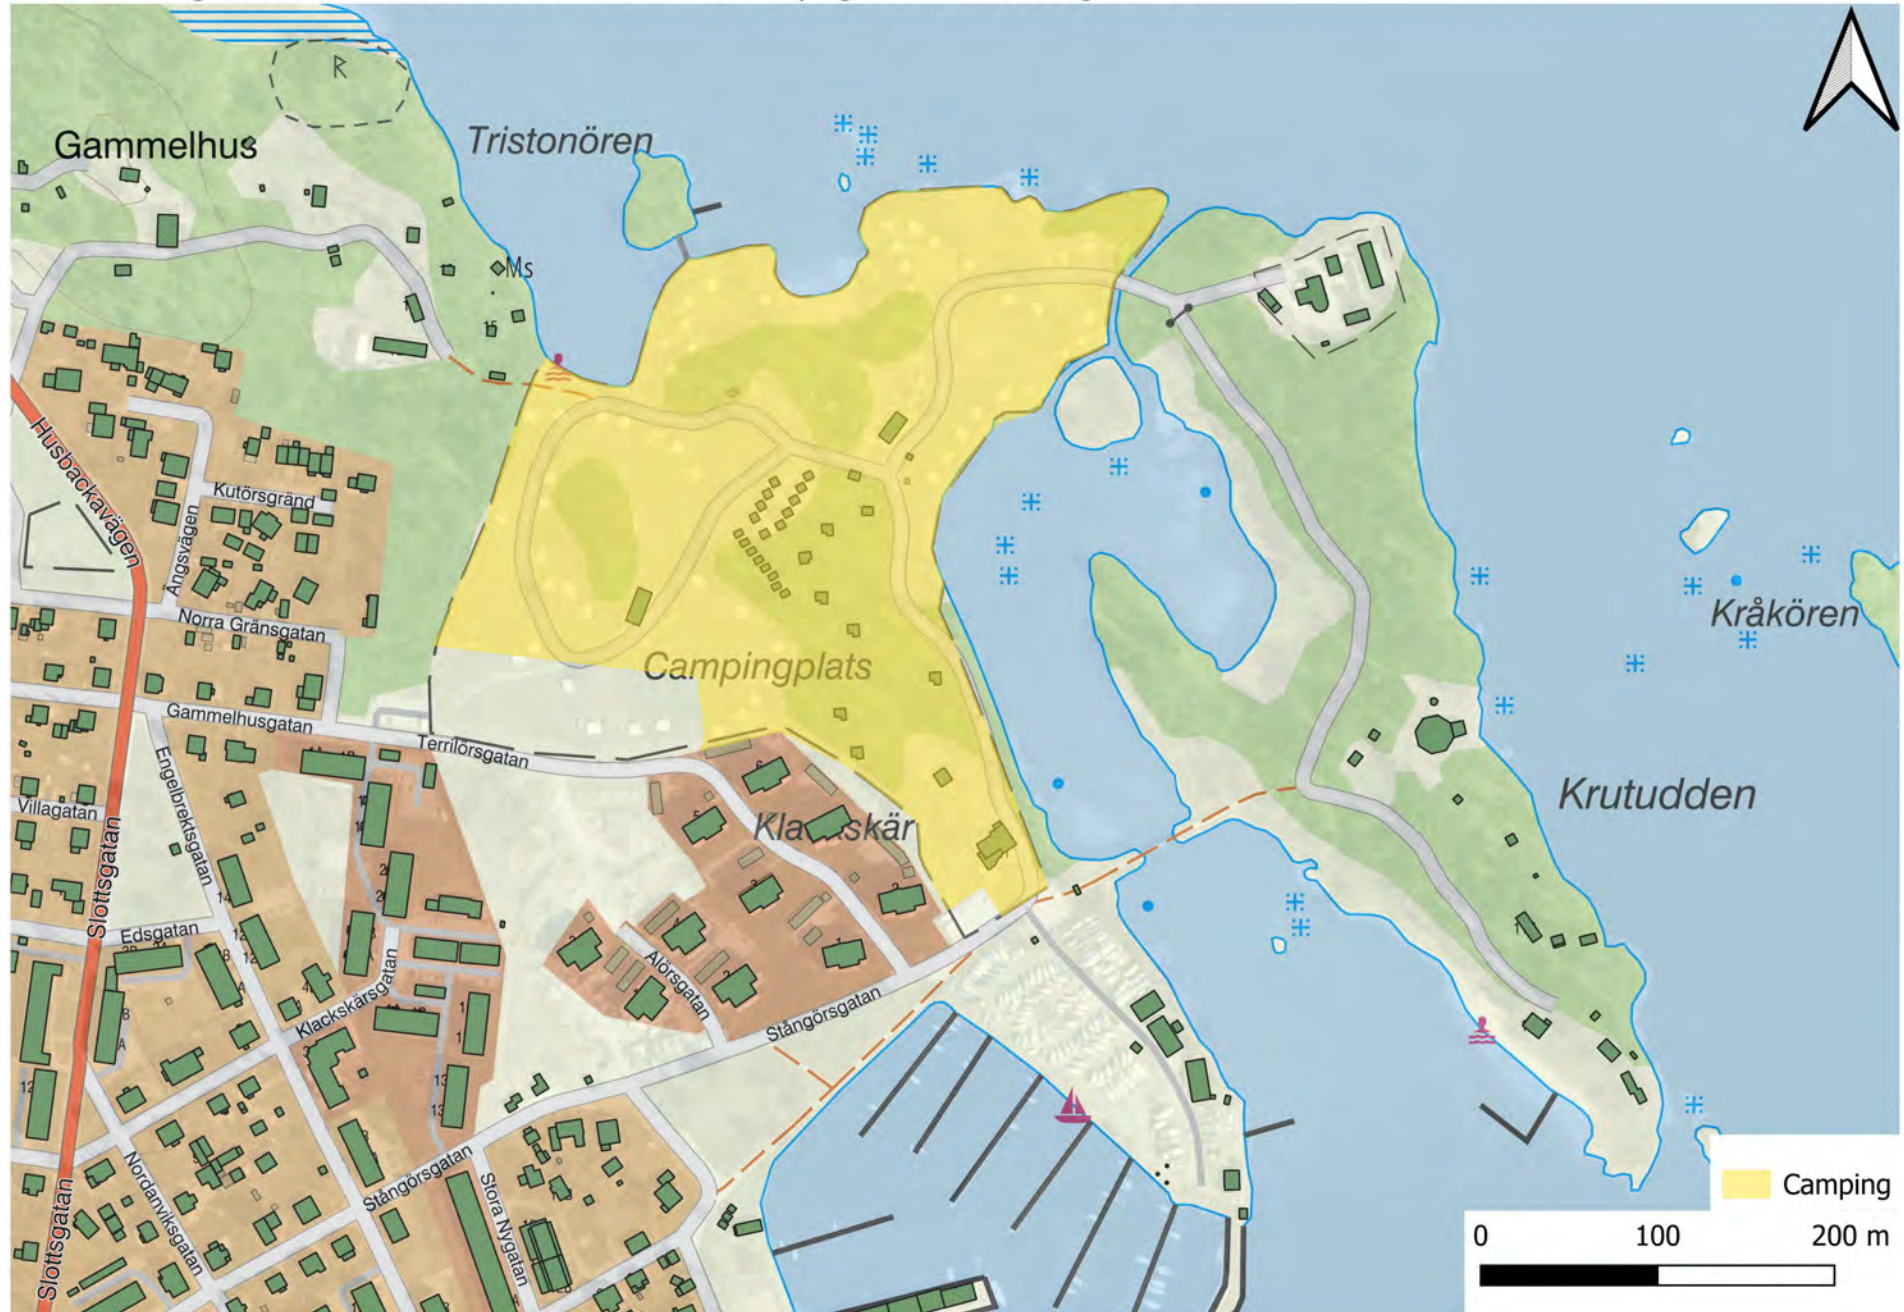 R
Gammelhus
Tristonören
Ms
15
Husbackavägen
Kutörsgränd
Ängsvägen
Norra Gränsgatan
Kråkören
Campingplats
Gammelhusgatan
Terrilörsgatan
Engelbrektsgatan
Villagatan
Krutudden
Slottsgatan
Edsgatan
Klackskärsgatan
Alörsgatan
Stångörsgatan
Stångörsgatan
Stora Nygatan
Nordanviksgatan
Slottsgatan
Camping
0 100 200 m